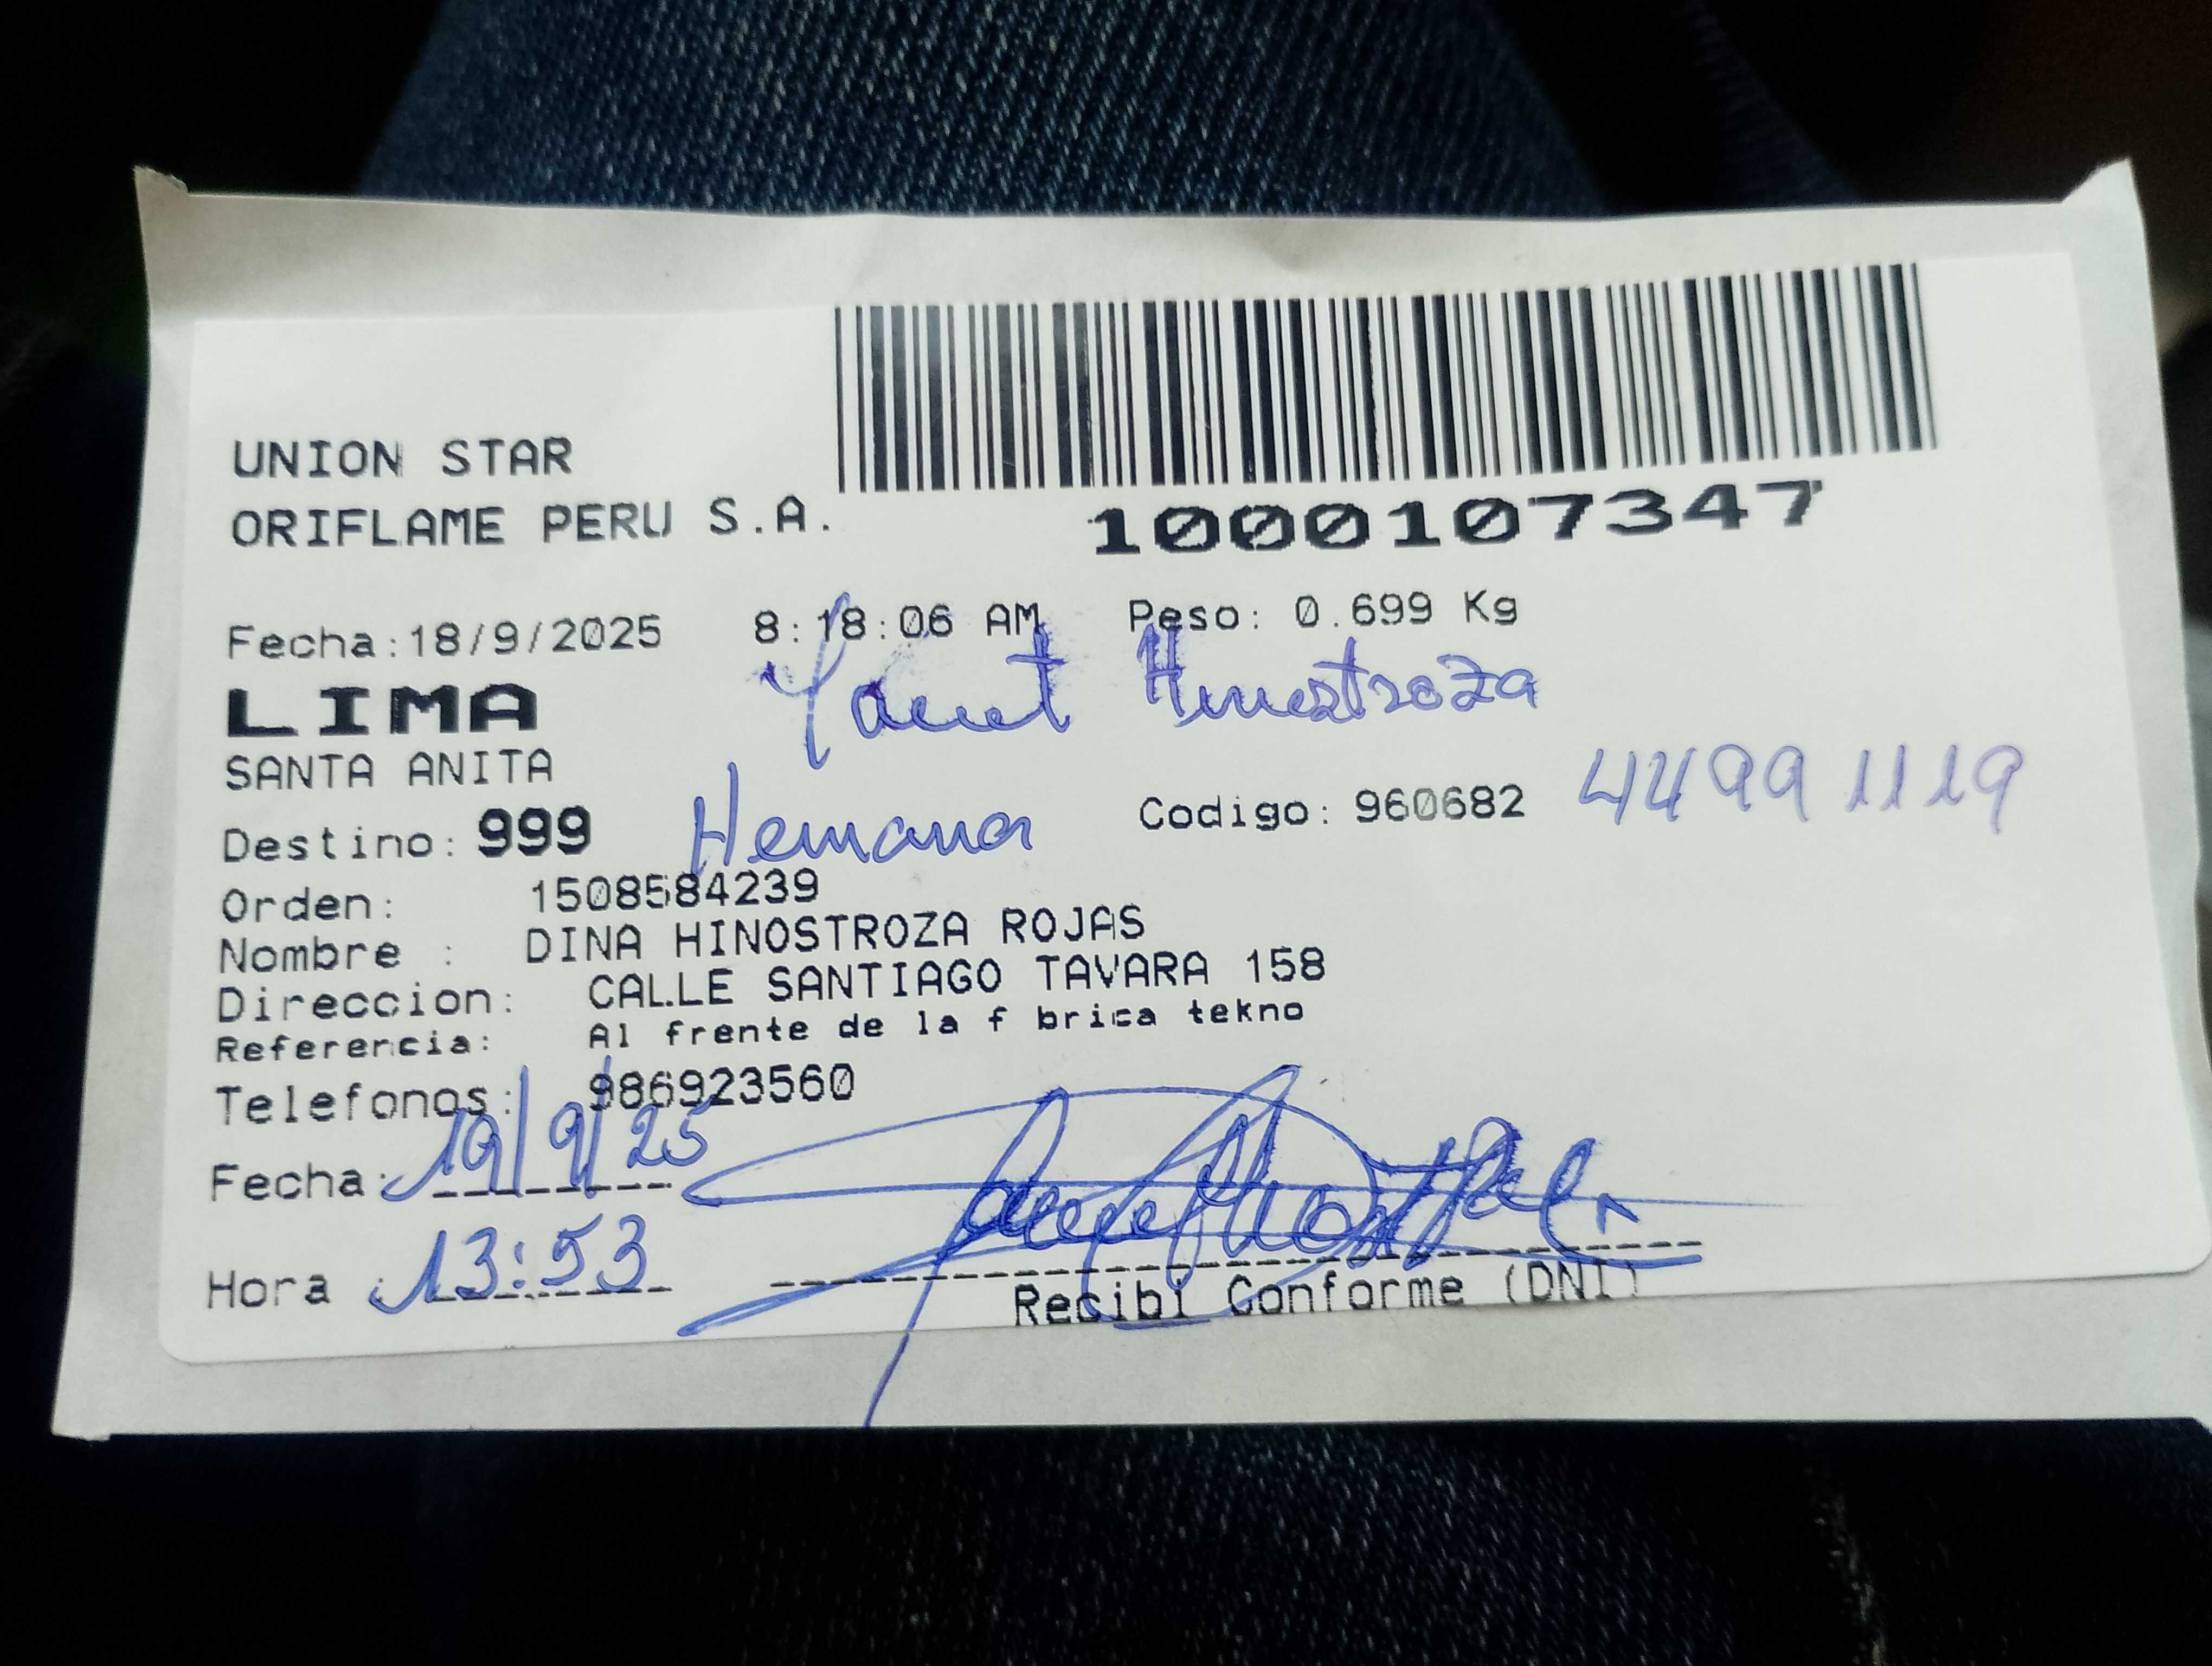 UNION STAR
ORIFLAME PERU S.A.
1000107347
Fecha:18/9/2025 8:18:06 AM Peso: 0.699 Kg
LIMA Yanet Hinostroza
SANTA ANITA
Destino: 999 Hermana Codigo: 960682 44991119
Orden: 1508584239
Nombre : DINA HINOSTROZA ROJAS
Direccion: CALLE SANTIAGO TAVARA 158
Referencia: Al frente de la f brica tekno
Telefonos: 986923560
Fecha: 19/9/25
Hora : 13:53
Recibi Conforme (DNI)